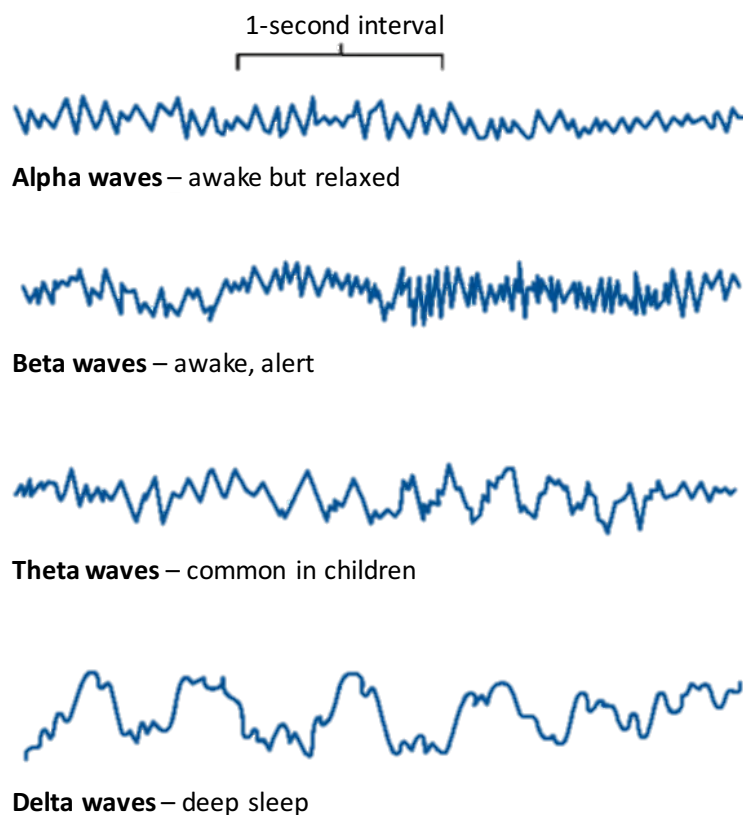 1-second interval
Alpha waves – awake but relaxed
Beta waves – awake, alert
Theta waves – common in children
Delta waves – deep sleep